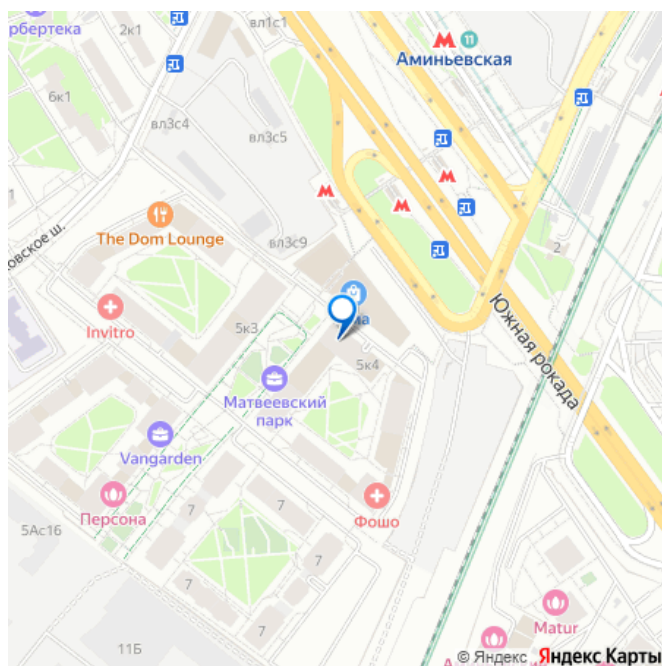 рбертека
2к1
вл1с1
11
Аминьевская
6к1
вл3с4
вл3с5
The Dom Lounge
вл3с9
2
овское ш.
Invitro
5к3
5к4
Южная рокада
Матвеевский
парк
Vangarden
Персона
Фошо
5Ас16
7
7
7
7
11Б
Matur
© Яндекс Яндекс Карты